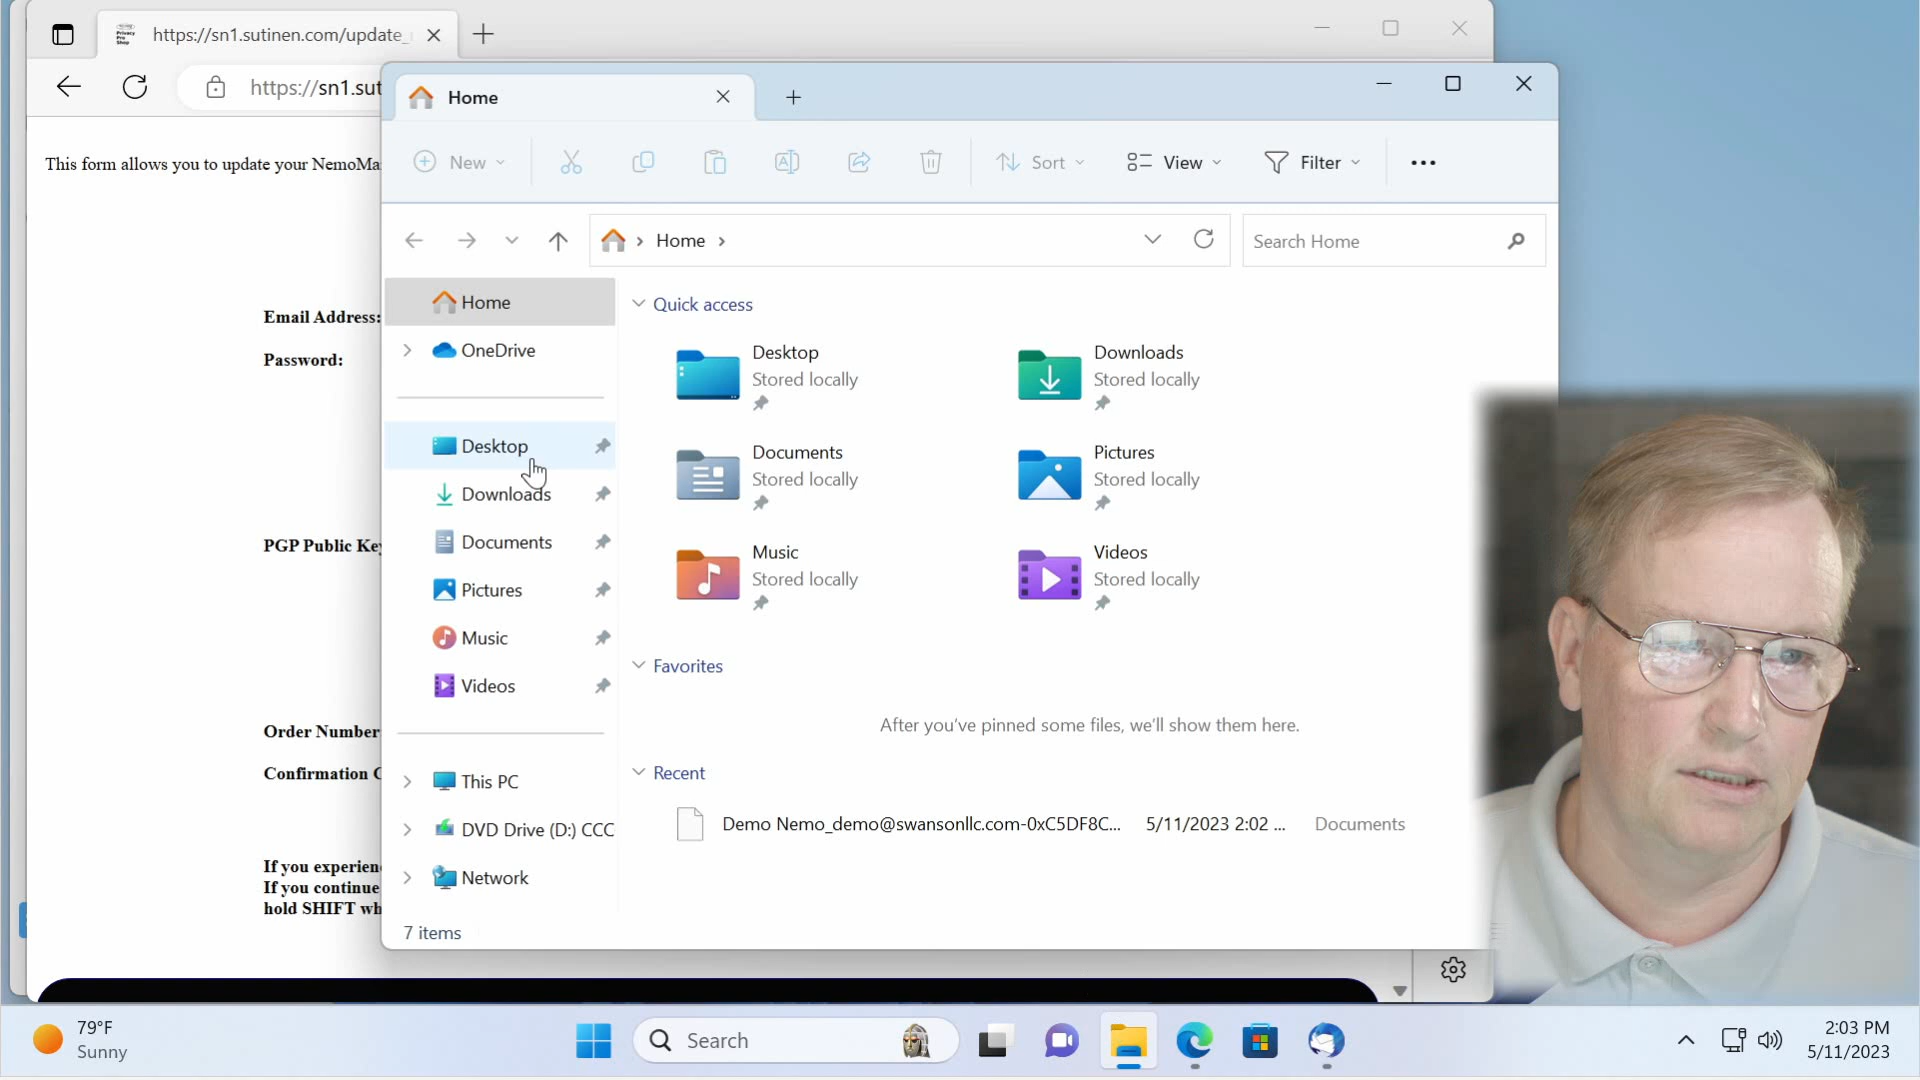 https://sn1.sutinen.com/update_
https://sn1.sut
This form allows you to update your NemoMa
Email Address:
Password:
PGP Public Key
Order Number
Confirmation C
If you experien
If you continue
hold SHIFT wh
Home
New
Sort
View
Filter
Home
Search Home
Home
OneDrive
Desktop
Downloads
Documents
Pictures
Music
Videos
This PC
DVD Drive (D:) CCC
Network
Quick access
Desktop
Stored locally
Downloads
Stored locally
Documents
Stored locally
Pictures
Stored locally
Music
Stored locally
Videos
Stored locally
Favorites
After you've pinned some files, we'll show them here.
Recent
Demo Nemo_demo@swansonllc.com-0xC5DF8C... 5/11/2023 2:02 ... Documents
7 items
79°F
Sunny
Search
2:03 PM
5/11/2023